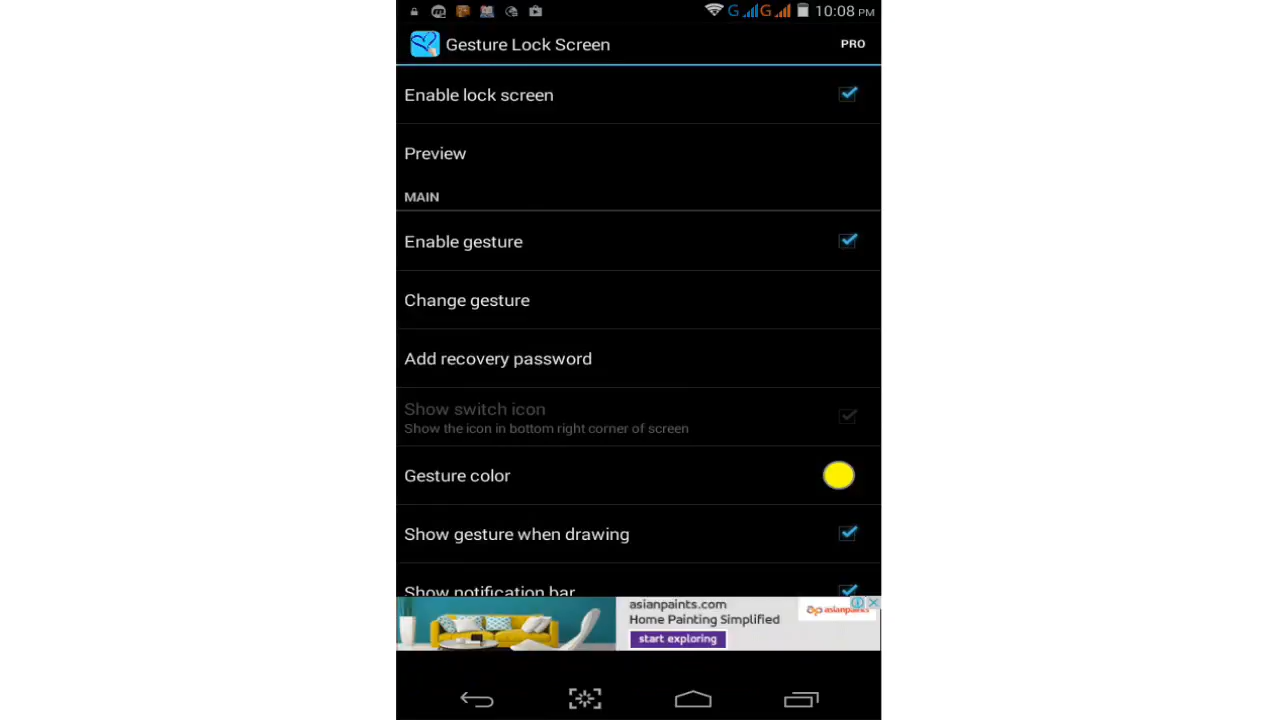 G G 10:08 PM
Gesture Lock Screen PRO
Enable lock screen
Preview
MAIN
Enable gesture
Change gesture
Add recovery password
Show switch icon
Show the icon in bottom right corner of screen
Gesture color
Show gesture when drawing
Show notification bar
asianpaints.com
asianpaints
Home Painting Simplified
start exploring